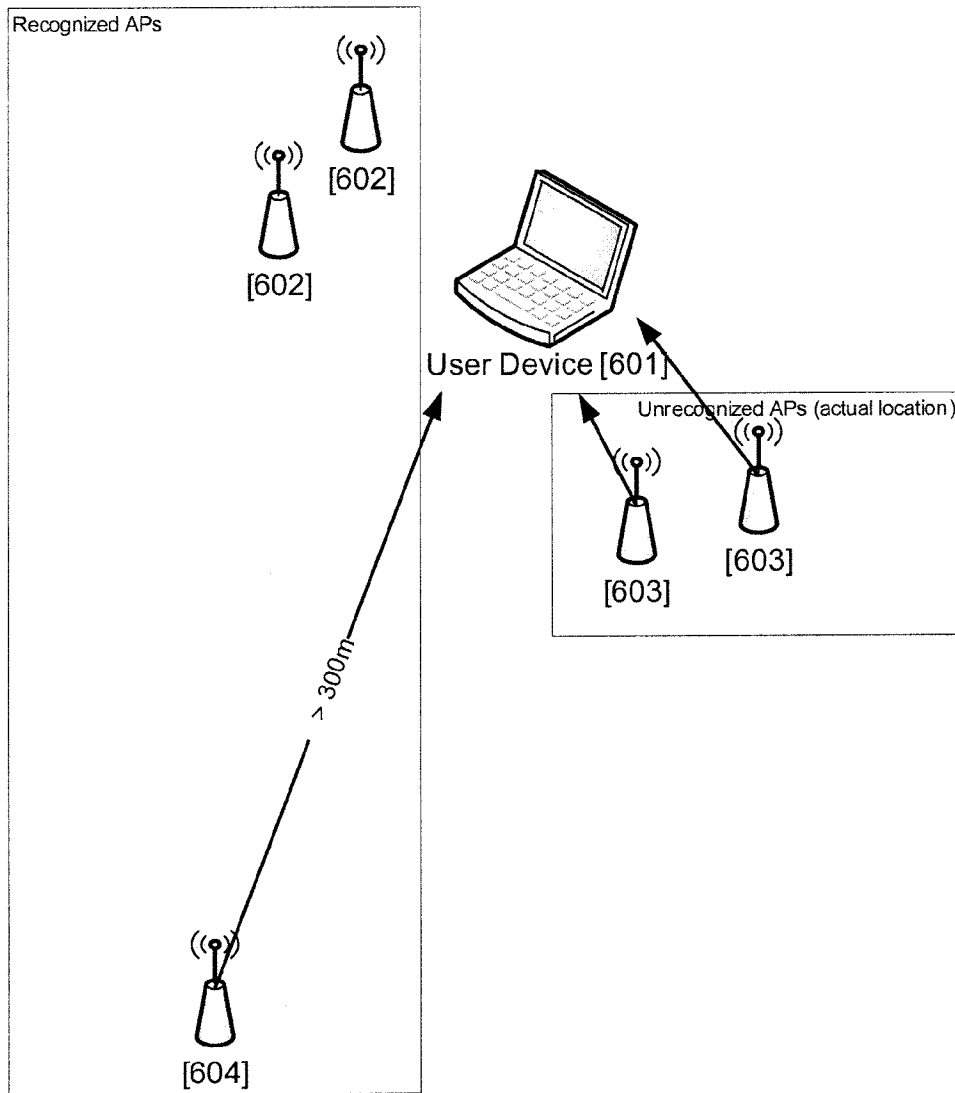 Recognized APs
[602]
[602]
User Device [601]
Unrecognized APs (actual location)
[603]
[603]
> 300m
[604]